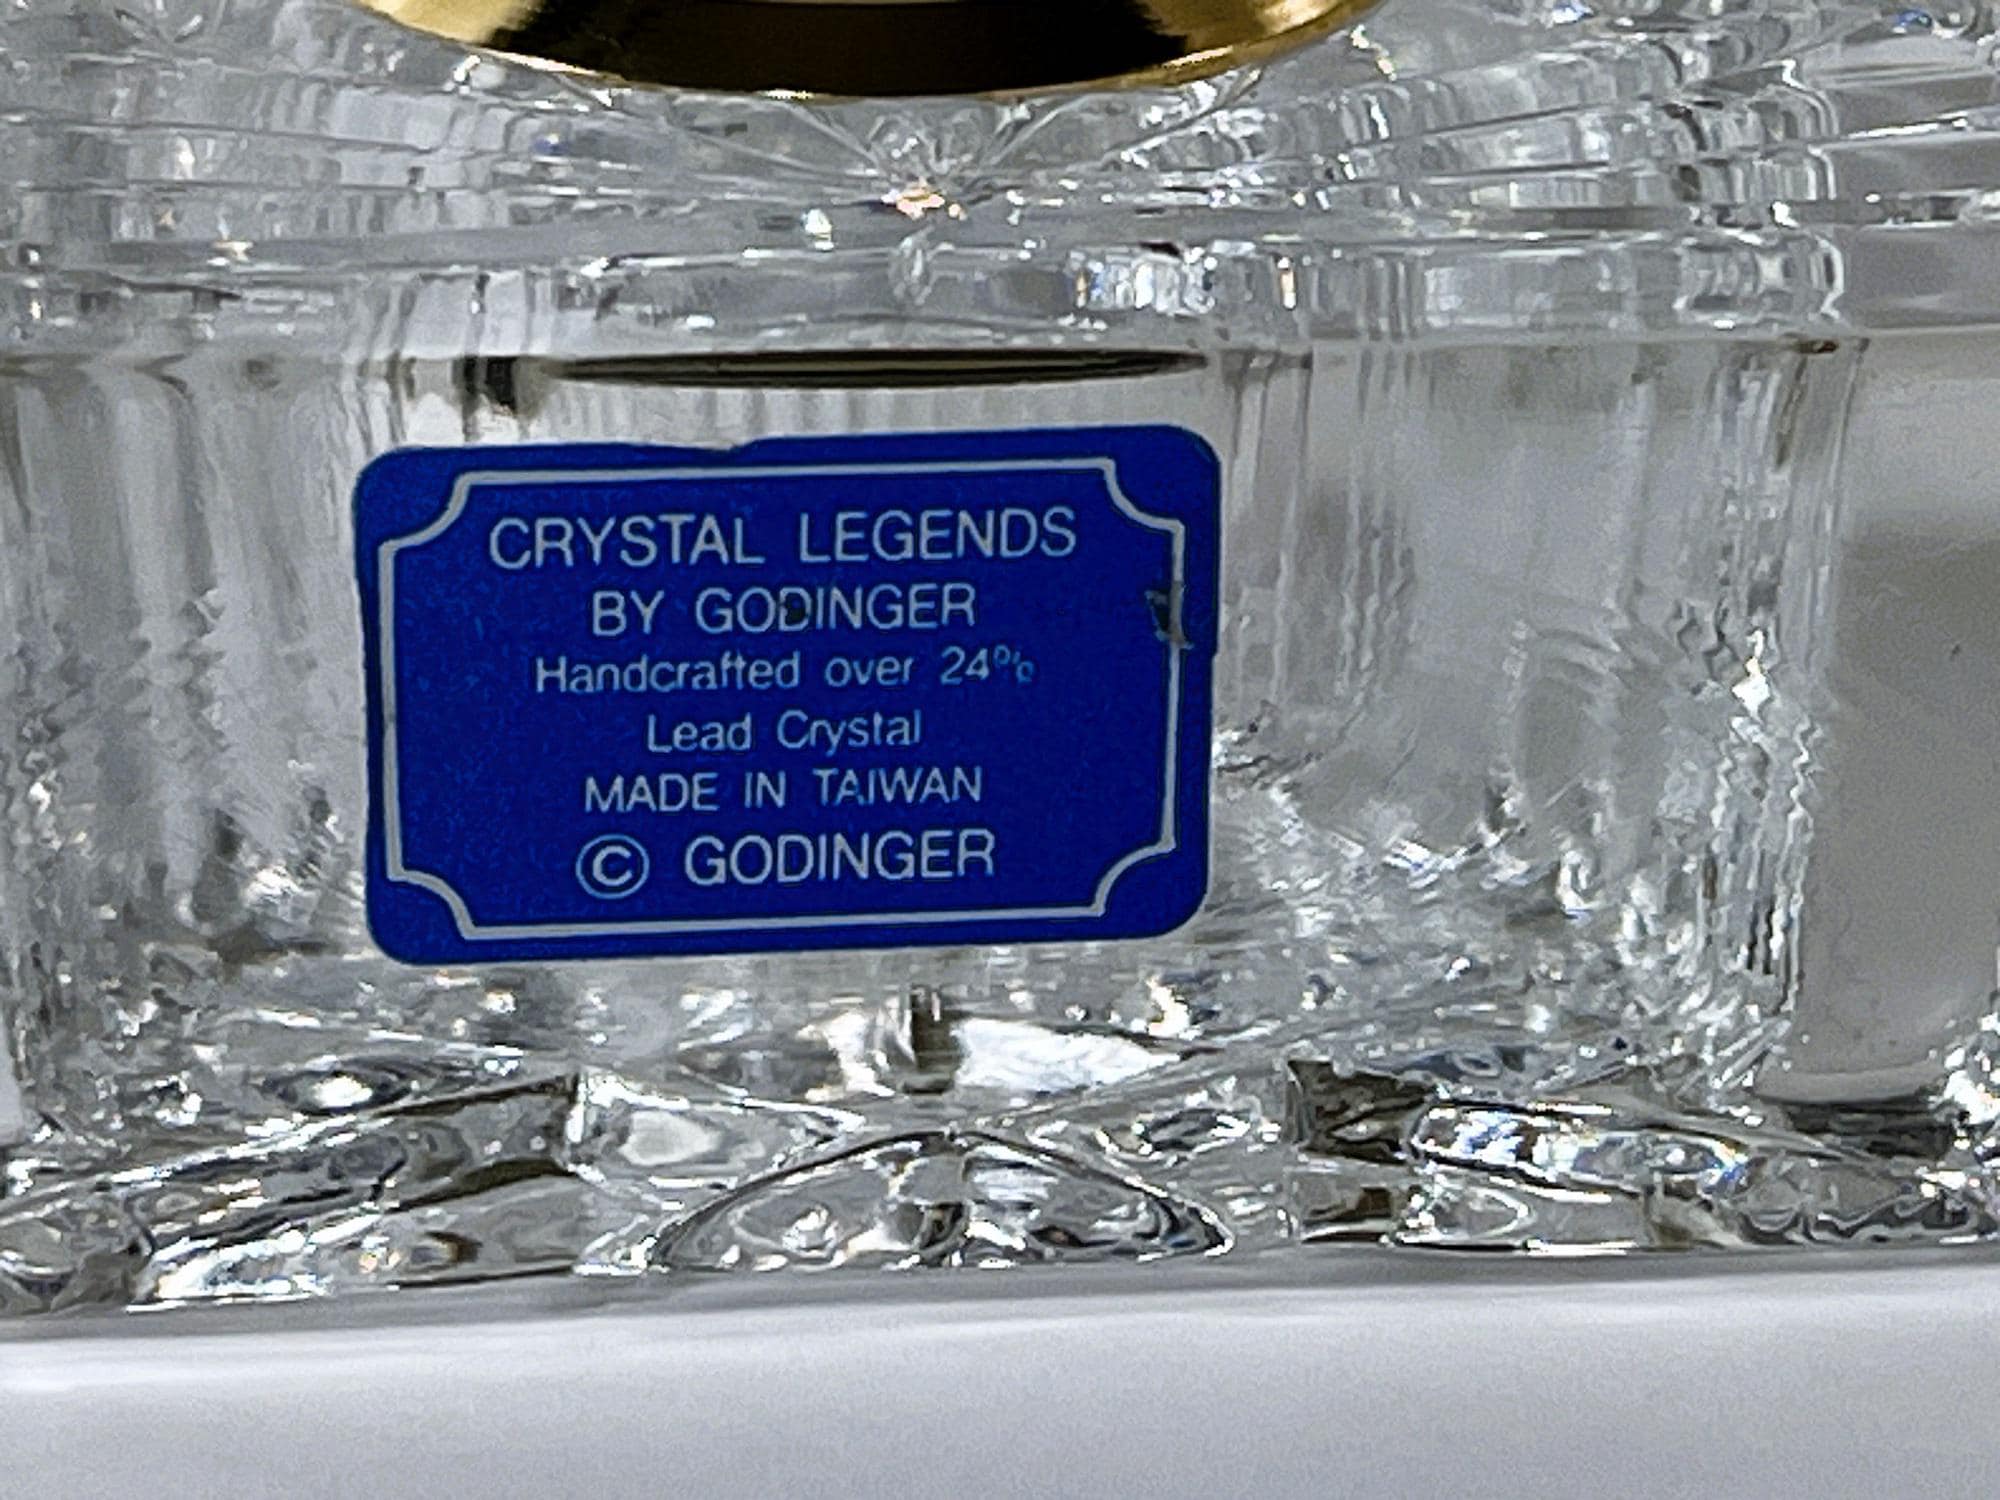 CRYSTAL LEGENDS
BY GODINGER
Handcrafted over 24%
Lead Crystal
MADE IN TAIWAN
© GODINGER